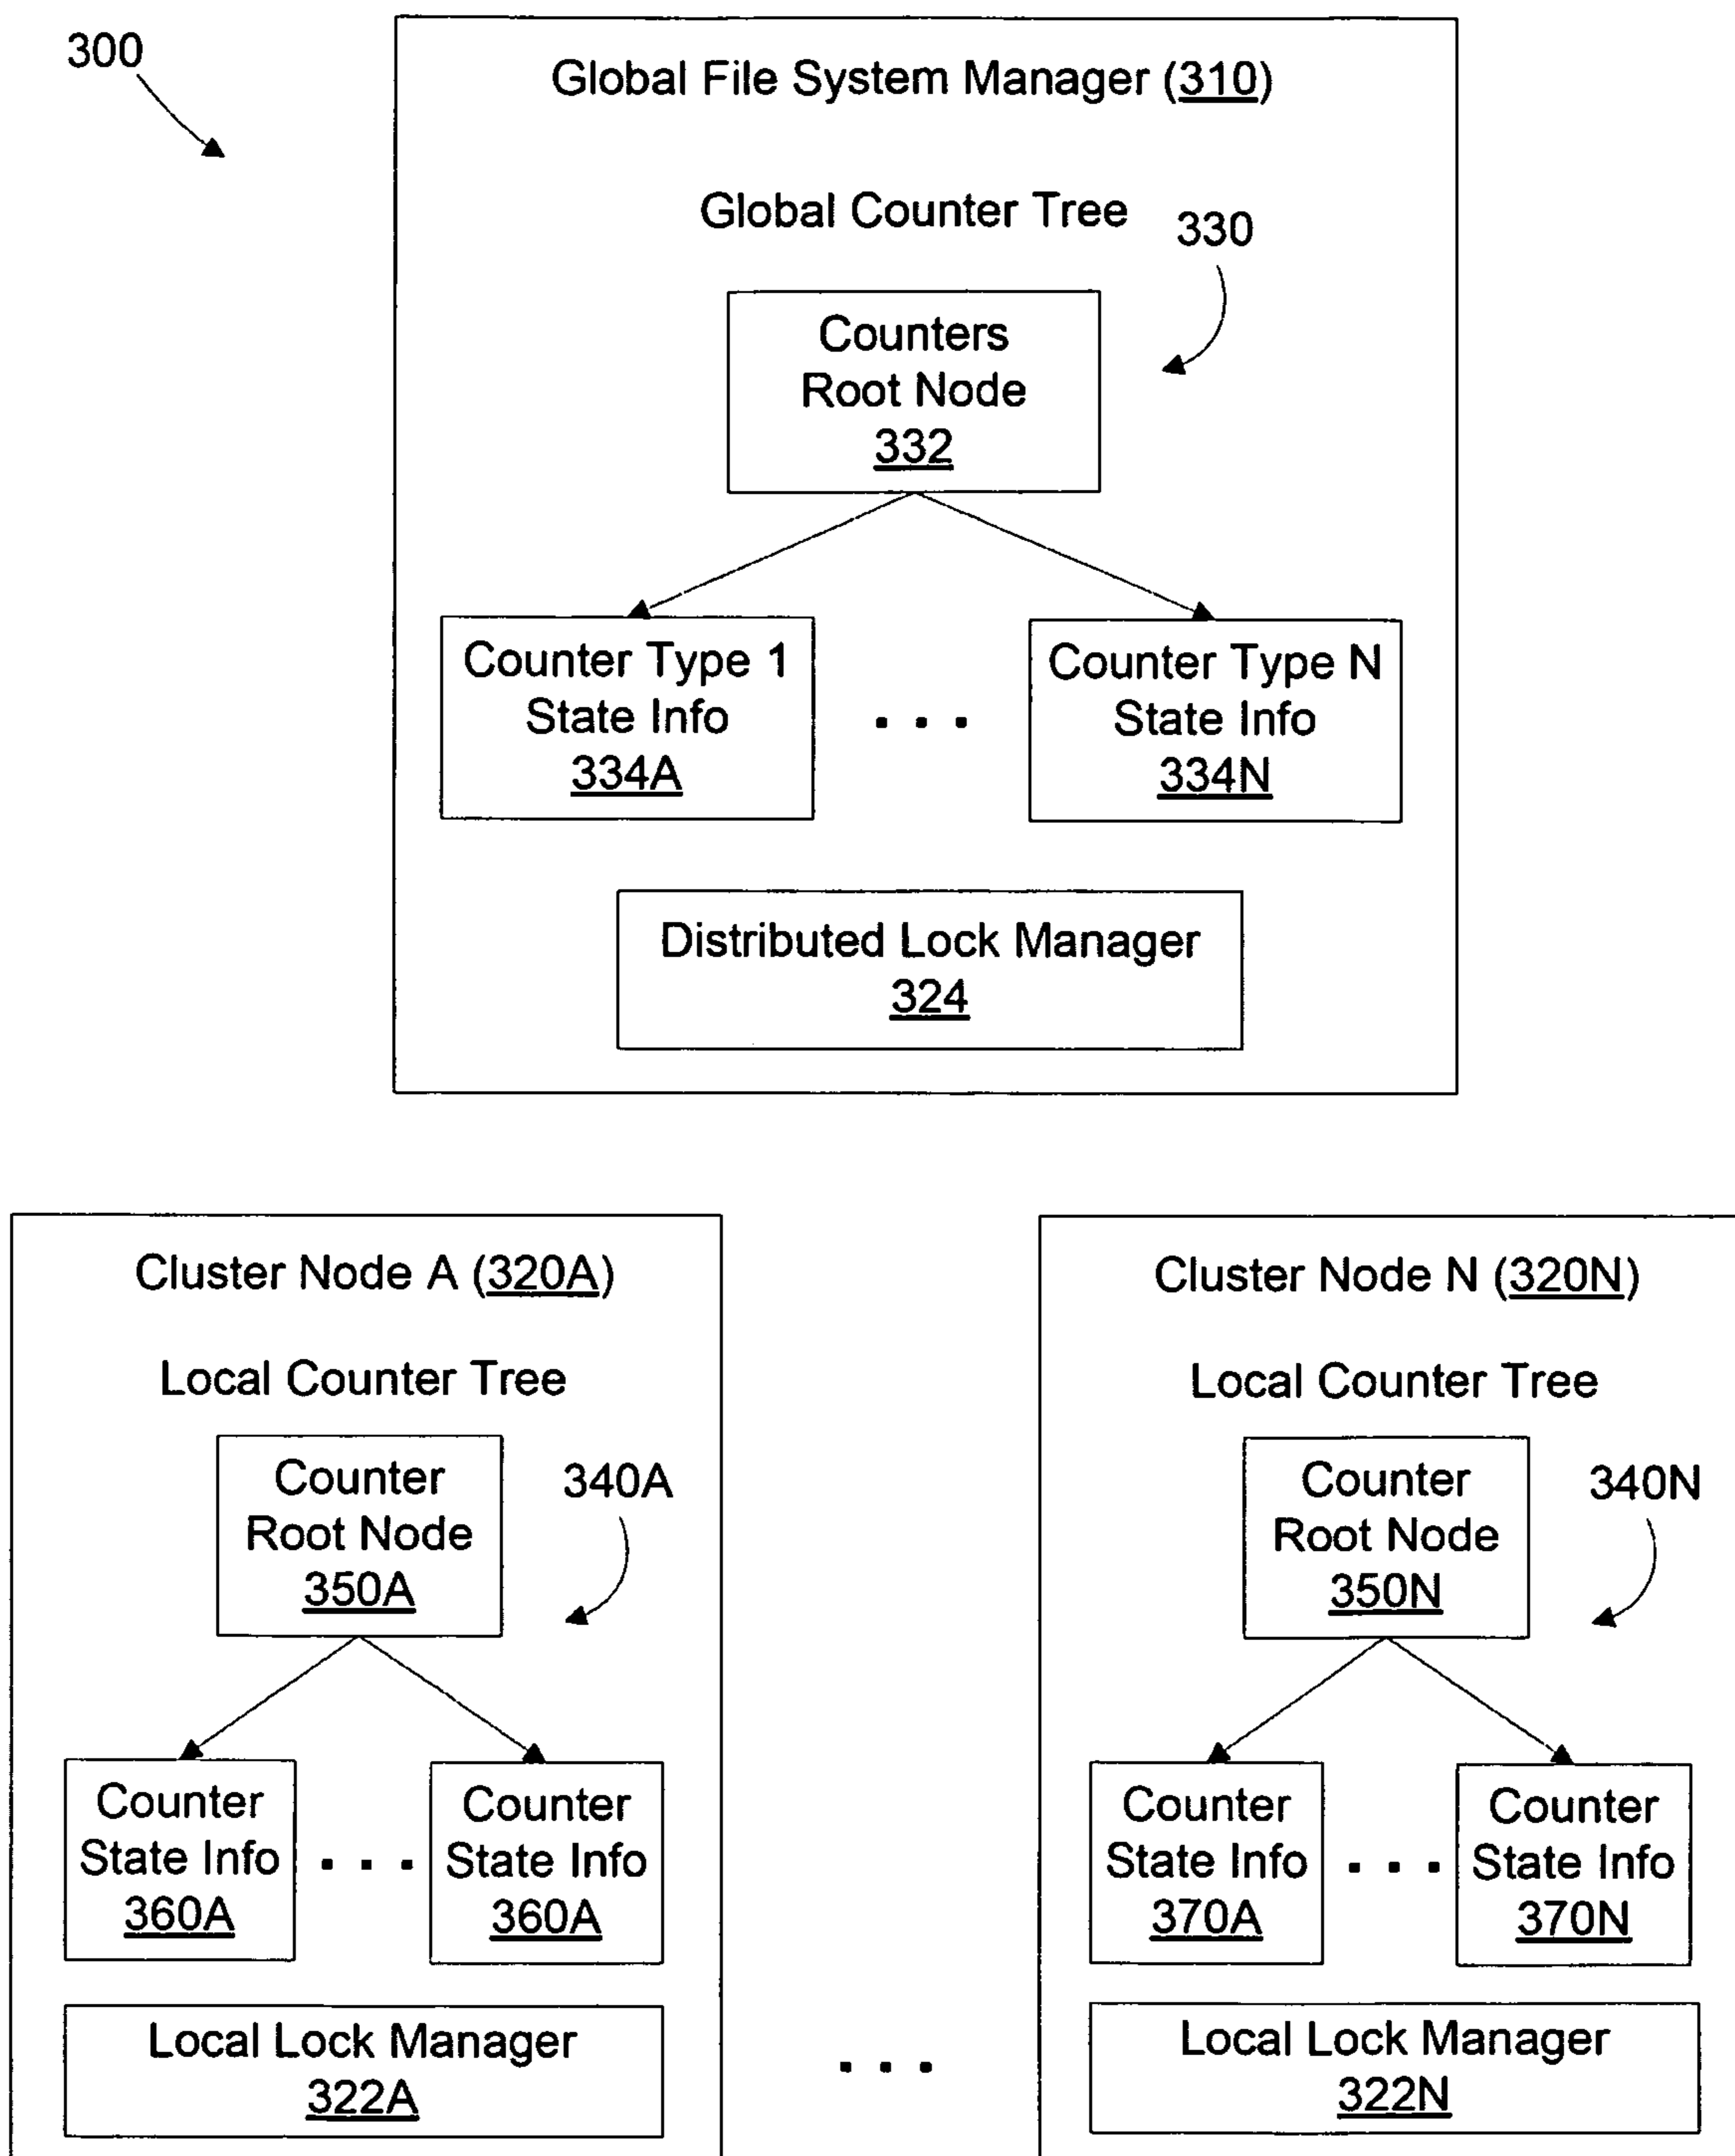 300
Global File System Manager (310)
Global Counter Tree
330
Counters
Root Node
332
Counter Type 1
State Info
334A
. . .
Counter Type N
State Info
334N
Distributed Lock Manager
324
Cluster Node A (320A)
Local Counter Tree
Counter
Root Node
350A
340A
Counter
State Info
360A
. . .
Counter
State Info
360A
Local Lock Manager
322A
. . .
Cluster Node N (320N)
Local Counter Tree
Counter
Root Node
350N
340N
Counter
State Info
370A
. . .
Counter
State Info
370N
Local Lock Manager
322N